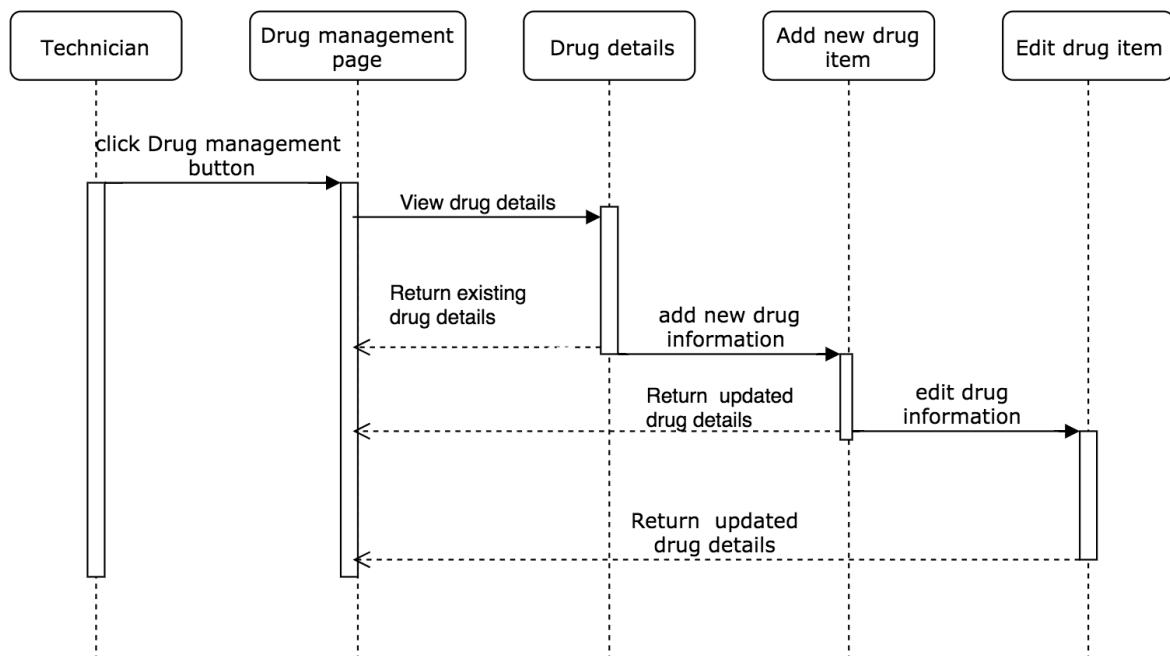 Technician
Drug management
page
Drug details
Add new drug
item
Edit drug item
click Drug management
button
View drug details
Return existing
drug details
add new drug
information
Return  updated
drug details
edit drug
information
Return  updated
drug details